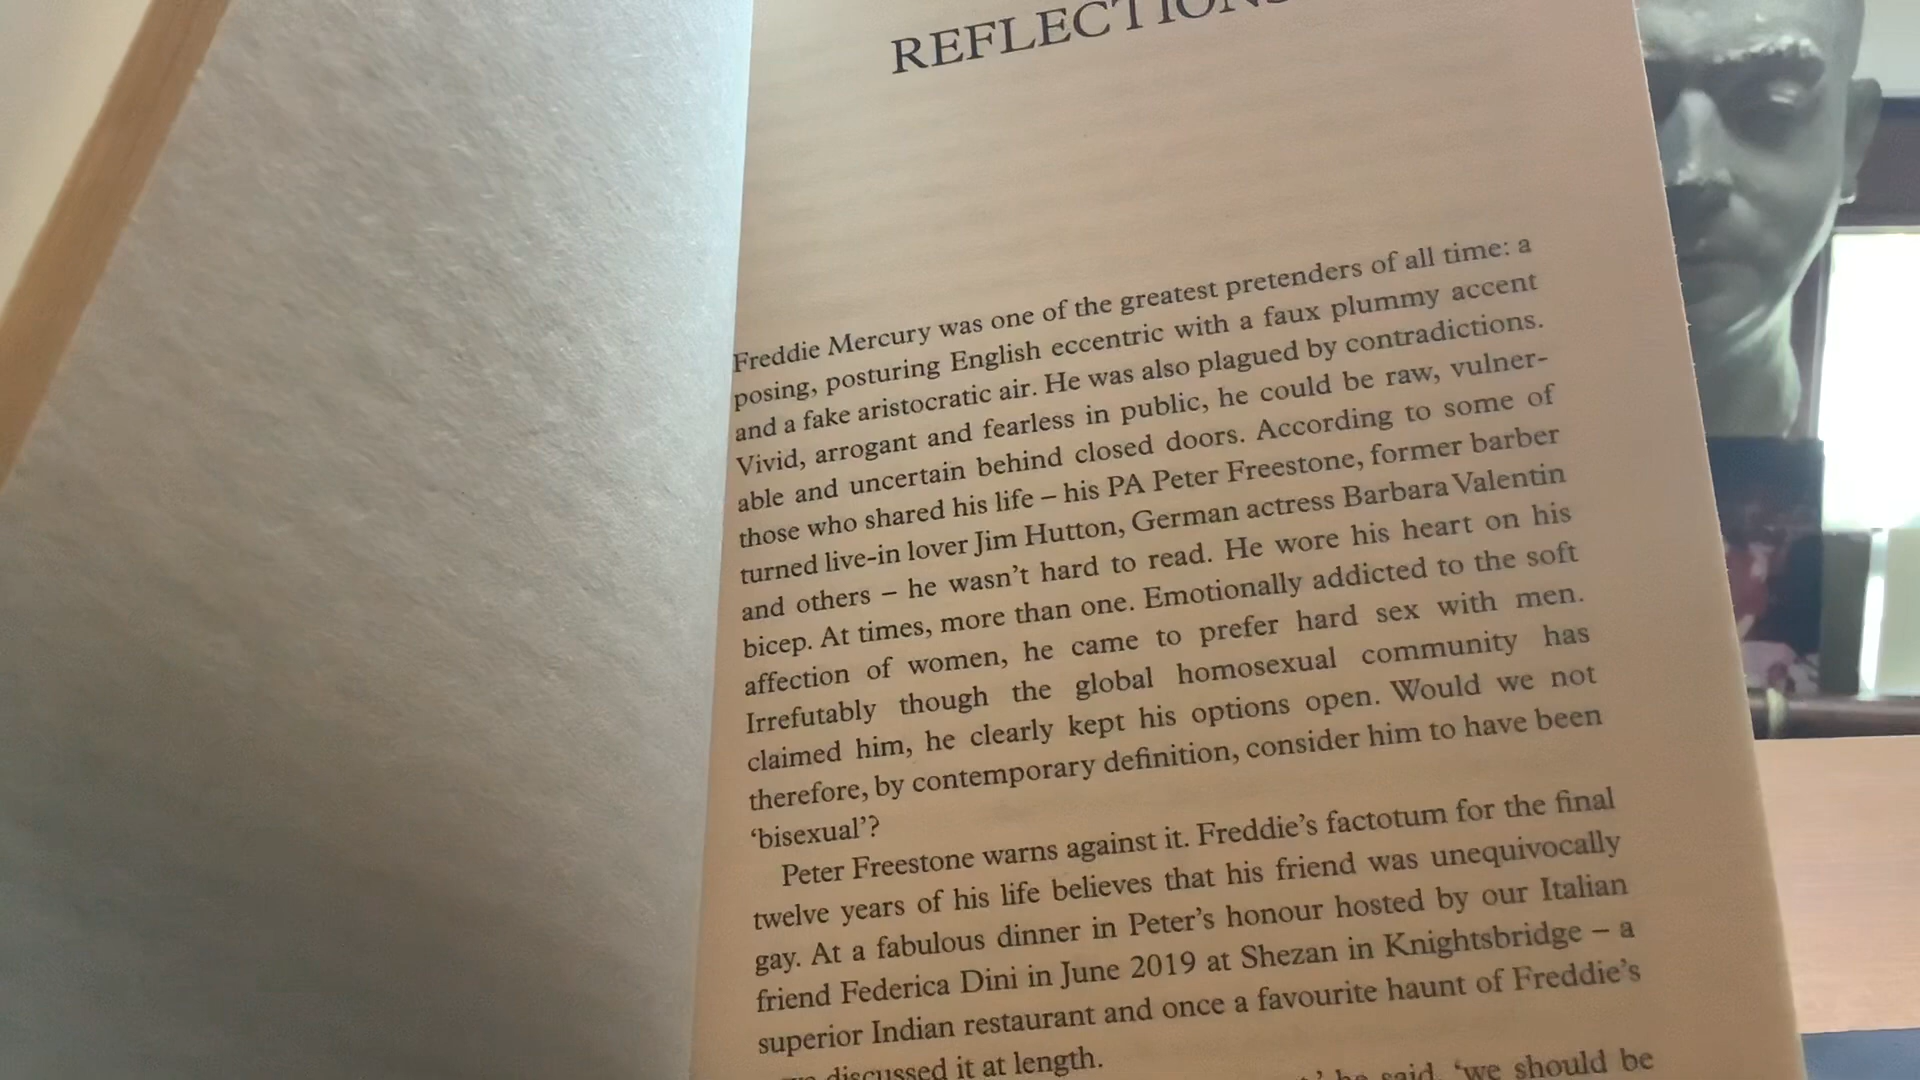 REFLECTIONS
Freddie Mercury was one of the greatest pretenders of all time: a
posing, posturing English eccentric with a faux plummy accent
and a fake aristocratic air. He was also plagued by contradictions.
Vivid, arrogant and fearless in public, he could be raw, vulner-
able and uncertain behind closed doors. According to some of
those who shared his life – his PA Peter Freestone, former barber
turned live-in lover Jim Hutton, German actress Barbara Valentin
and others – he wasn’t hard to read. He wore his heart on his
bicep. At times, more than one. Emotionally addicted to the soft
affection of women, he came to prefer hard sex with men.
Irrefutably though the global homosexual community has
claimed him, he clearly kept his options open. Would we not
therefore, by contemporary definition, consider him to have been
‘bisexual’?
Peter Freestone warns against it. Freddie’s factotum for the final
twelve years of his life believes that his friend was unequivocally
gay. At a fabulous dinner in Peter’s honour hosted by our Italian
friend Federica Dini in June 2019 at Shezan in Knightsbridge – a
superior Indian restaurant and once a favourite haunt of Freddie’s
discussed it at length.
he said, ‘we should be